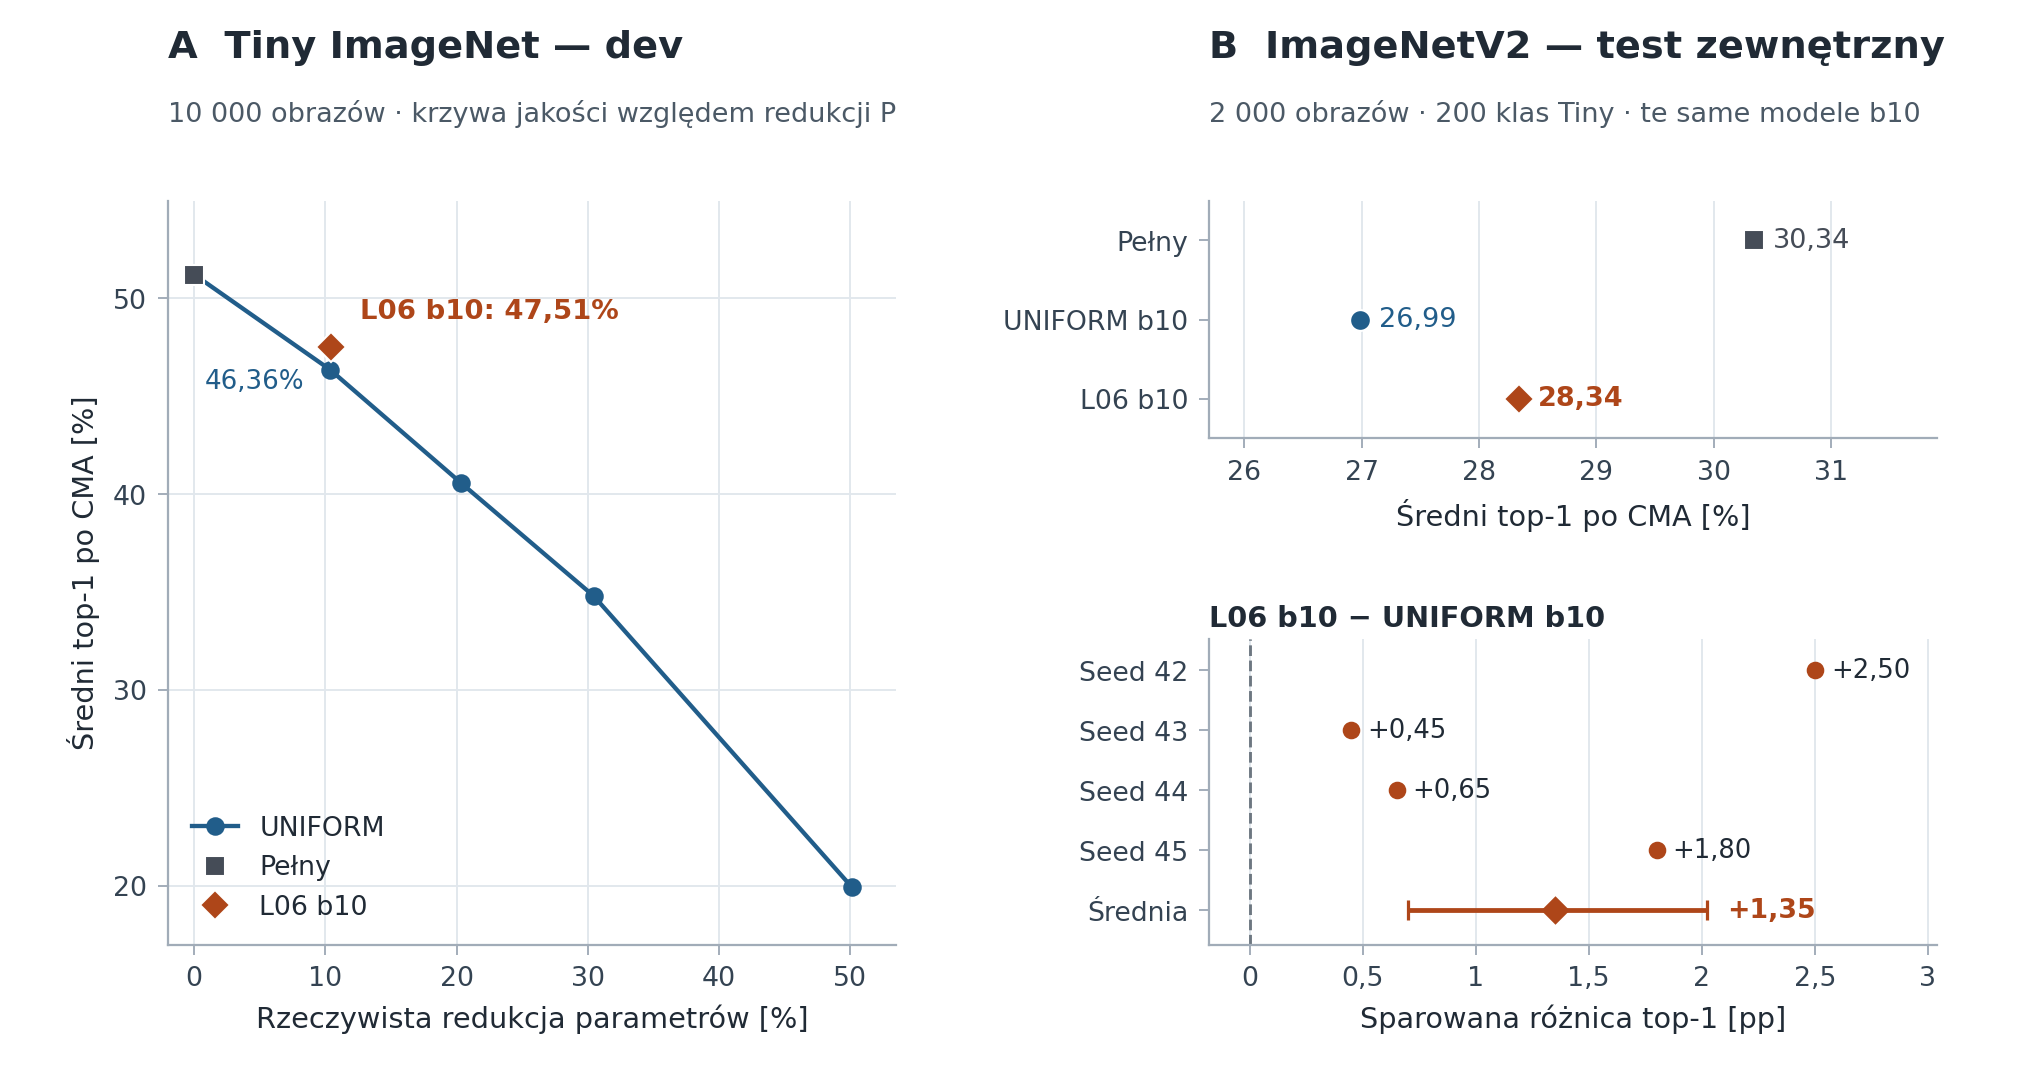 A  Tiny ImageNet — dev
10 000 obrazów · krzywa jakości względem redukcji P
Średni top-1 po CMA [%]
50
40
30
20
L06 b10: 47,51%
46,36%
UNIFORM
Pełny
L06 b10
0 10 20 30 40 50
Rzeczywista redukcja parametrów [%]
B  ImageNetV2 — test zewnętrzny
2 000 obrazów · 200 klas Tiny · te same modele b10
Pełny 30,34
UNIFORM b10 26,99
L06 b10 28,34
26 27 28 29 30 31
Średni top-1 po CMA [%]
L06 b10 − UNIFORM b10
Seed 42 +2,50
Seed 43 +0,45
Seed 44 +0,65
Seed 45 +1,80
Średnia +1,35
0 0,5 1 1,5 2 2,5 3
Sparowana różnica top-1 [pp]